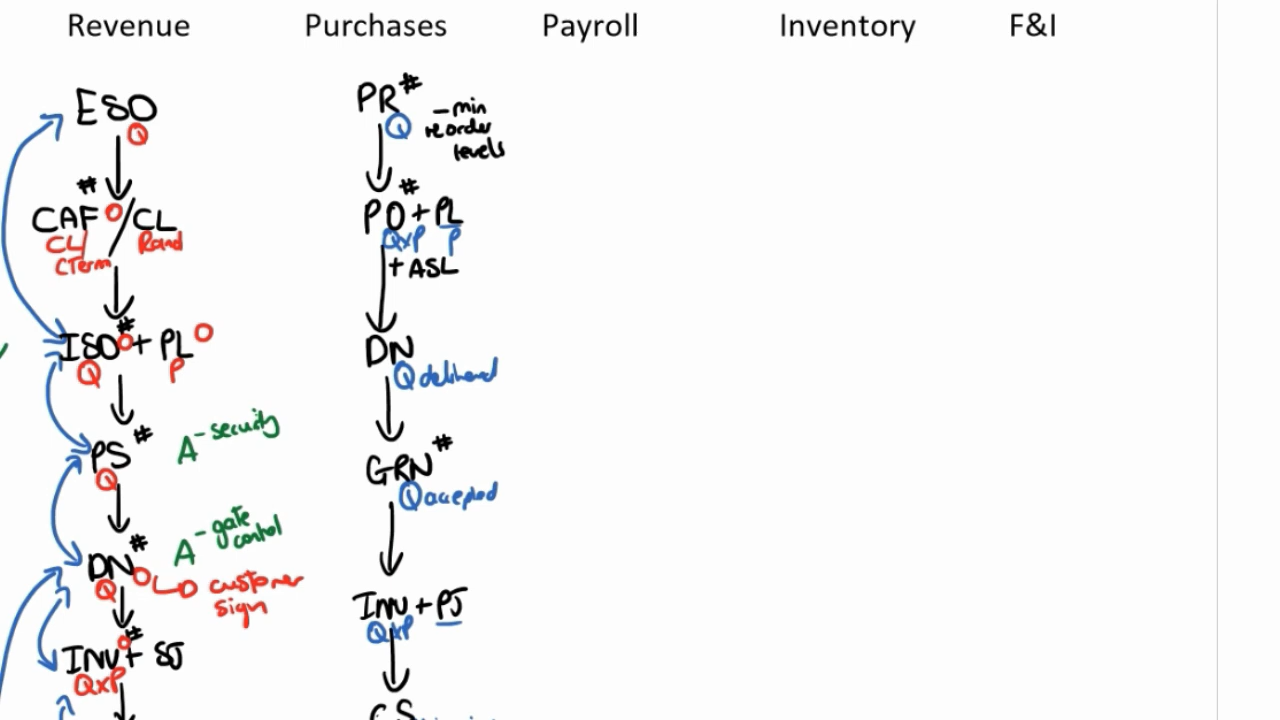 Revenue Purchases Payroll Inventory F&I
ESO
Q
#
CAF / CL
CL/ Rand
CTerm
#
ISO + PL
Q P
#
PS
Q
A - security
#
DN
Q
A - gate
control
customer
sign
#
INV + SJ
QxP
PR #
Q
- min
reorder
levels
#
PO + PL
QxP P
+ ASL
DN
Q delivered
GRN #
Q accepted
INV + PJ
QxP